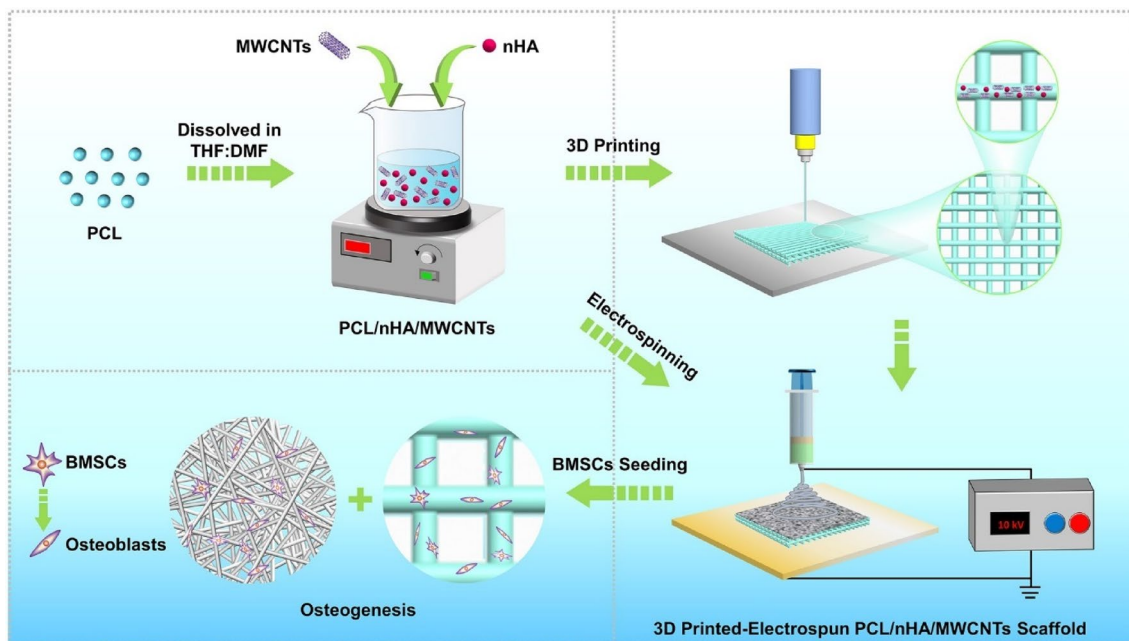 MWCNTs
nHA
Dissolved in
THF:DMF
PCL
PCL/nHA/MWCNTs
3D Printing
Electrospinning
10 kV
3D Printed-Electrospun PCL/nHA/MWCNTs Scaffold
BMSCs Seeding
BMSCs
Osteoblasts
Osteogenesis